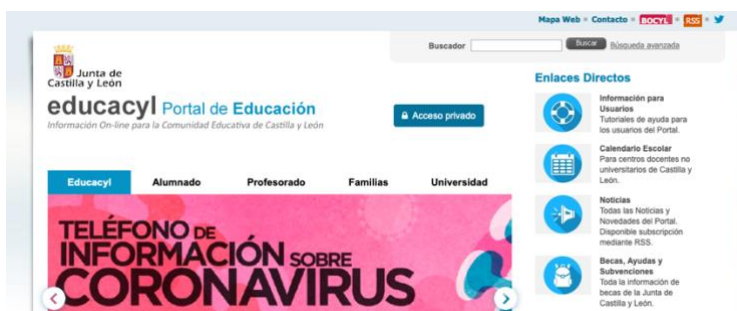 Mapa Web Contacto BOCYL RSS
Buscador Buscar Búsqueda avanzada
Junta de
Castilla y León
educacyl Portal de Educación
Información On-line para la Comunidad Educativa de Castilla y León
Acceso privado
Educacyl Alumnado Profesorado Familias Universidad
TELÉFONO DE
INFORMACIÓN SOBRE
CORONAVIRUS
Enlaces Directos
Información para
Usuarios
Tutoriales de ayuda para
los usuarios del Portal.
Calendario Escolar
Para centros docentes no
universitarios de Castilla y
León.
Noticias
Todas las Noticias y
Novedades del Portal.
Disponible subscripción
mediante RSS.
Becas, Ayudas y
Subvenciones
Toda la información de
becas de la Junta de
Castilla y León.